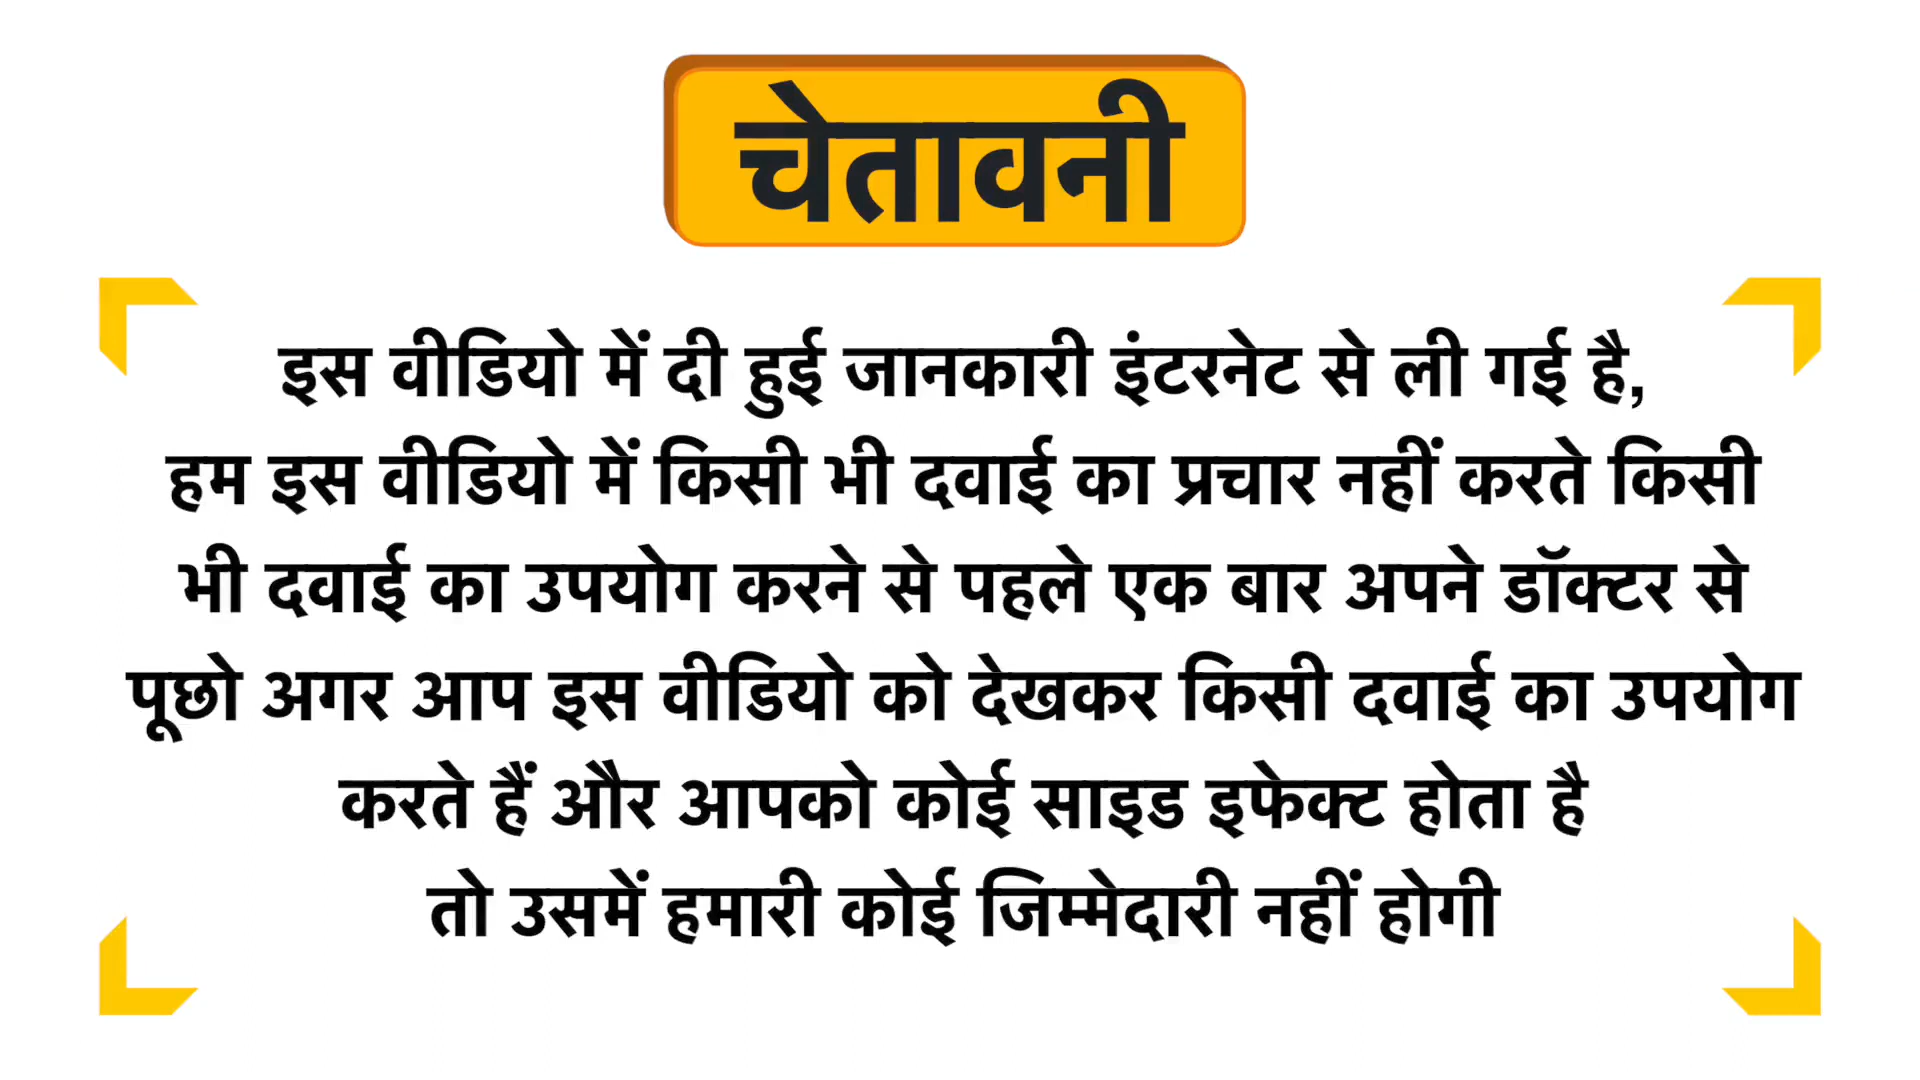 चेतावनी
इस वीडियो में दी हुई जानकारी इंटरनेट से ली गई है,
हम इस वीडियो में किसी भी दवाई का प्रचार नहीं करते किसी
भी दवाई का उपयोग करने से पहले एक बार अपने डॉक्टर से
पूछो अगर आप इस वीडियो को देखकर किसी दवाई का उपयोग
करते हैं और आपको कोई साइड इफेक्ट होता है
तो उसमें हमारी कोई जिम्मेदारी नहीं होगी